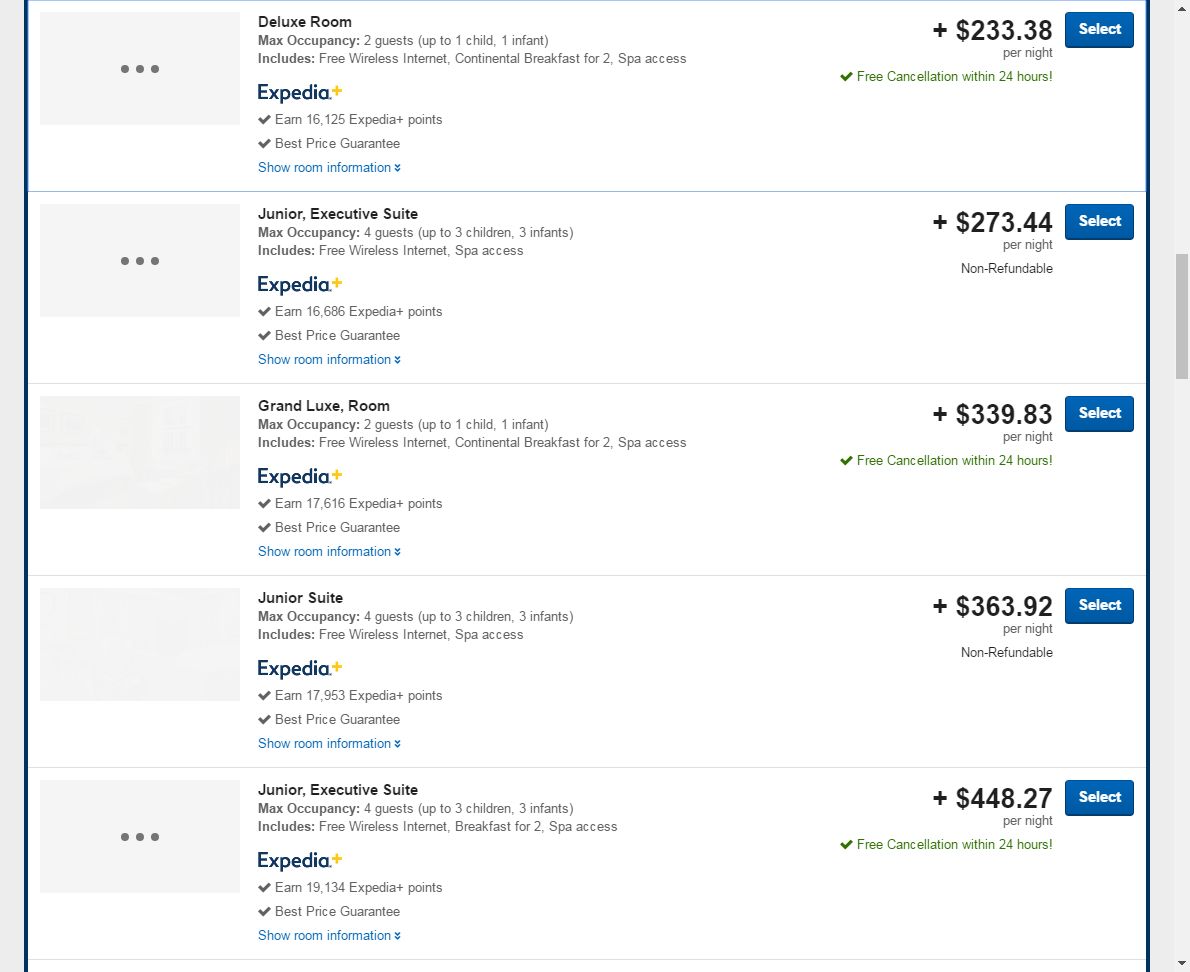 Deluxe Room
Max Occupancy: 2 guests (up to 1 child, 1 infant)
Includes: Free Wireless Internet, Continental Breakfast for 2, Spa access
Expedia+
Earn 16,125 Expedia+ points
Best Price Guarantee
Show room information
+ $233.38
per night
Free Cancellation within 24 hours!
Select
Junior, Executive Suite
Max Occupancy: 4 guests (up to 3 children, 3 infants)
Includes: Free Wireless Internet, Spa access
Expedia+
Earn 16,686 Expedia+ points
Best Price Guarantee
Show room information
+ $273.44
per night
Non-Refundable
Select
Grand Luxe, Room
Max Occupancy: 2 guests (up to 1 child, 1 infant)
Includes: Free Wireless Internet, Continental Breakfast for 2, Spa access
Expedia+
Earn 17,616 Expedia+ points
Best Price Guarantee
Show room information
+ $339.83
per night
Free Cancellation within 24 hours!
Select
Junior Suite
Max Occupancy: 4 guests (up to 3 children, 3 infants)
Includes: Free Wireless Internet, Spa access
Expedia+
Earn 17,953 Expedia+ points
Best Price Guarantee
Show room information
+ $363.92
per night
Non-Refundable
Select
Junior, Executive Suite
Max Occupancy: 4 guests (up to 3 children, 3 infants)
Includes: Free Wireless Internet, Breakfast for 2, Spa access
Expedia+
Earn 19,134 Expedia+ points
Best Price Guarantee
Show room information
+ $448.27
per night
Free Cancellation within 24 hours!
Select